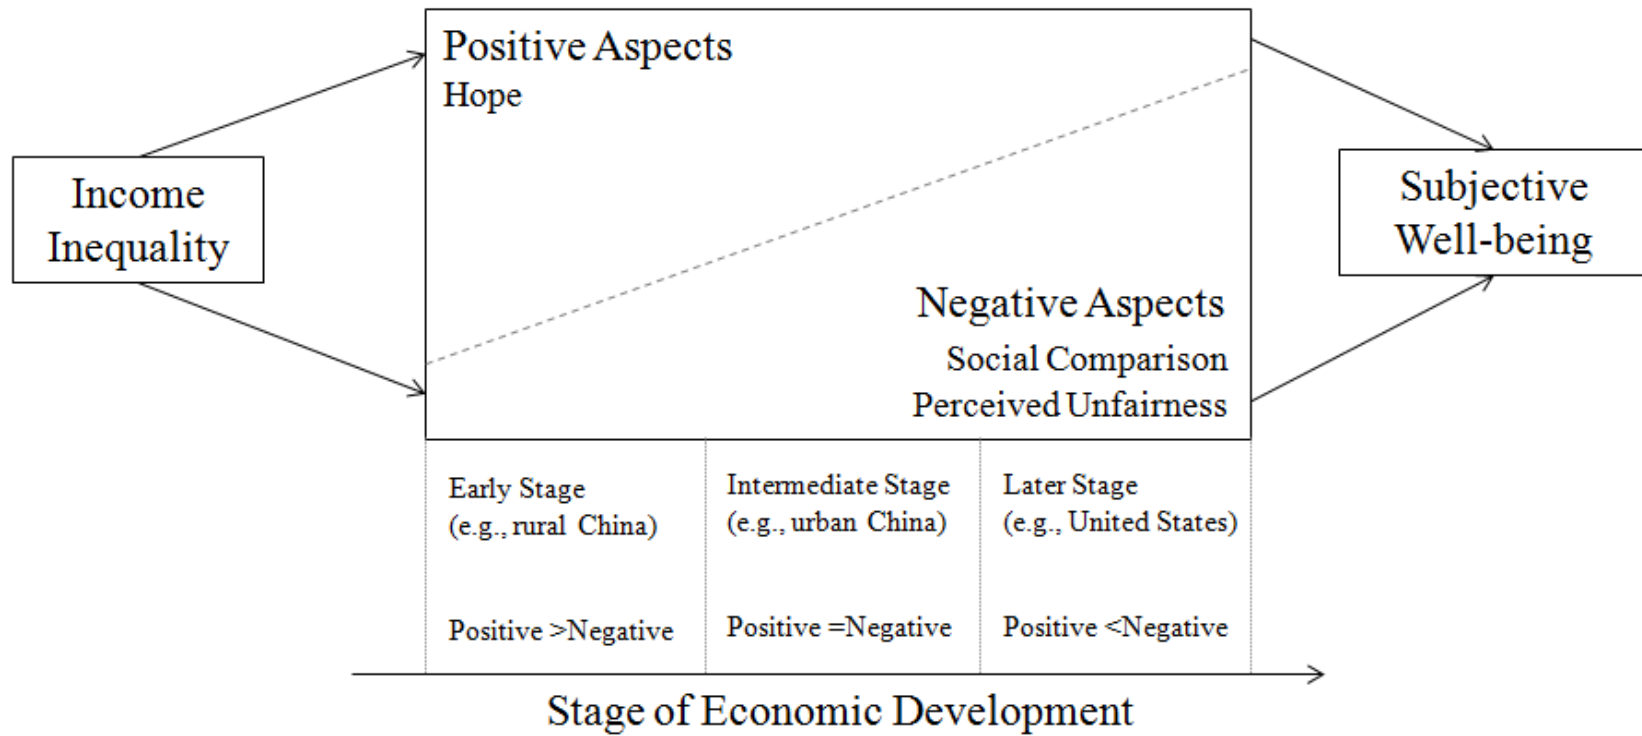 Positive Aspects
Hope
Income
Inequality
Subjective
Well-being
Negative Aspects
Social Comparison
Perceived Unfairness
Early Stage
(e.g., rural China)
Intermediate Stage
(e.g., urban China)
Later Stage
(e.g., United States)
Positive >Negative
Positive =Negative
Positive <Negative
Stage of Economic Development